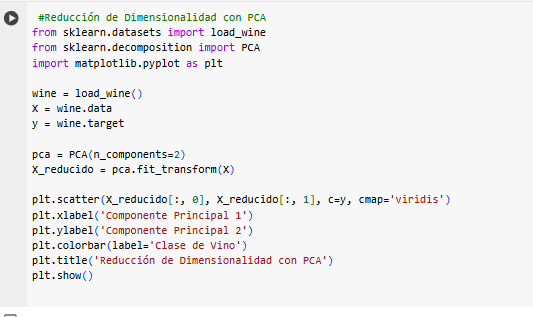 #Reducción de Dimensionalidad con PCA
from sklearn.datasets import load_wine
from sklearn.decomposition import PCA
import matplotlib.pyplot as plt
wine = load_wine()
X = wine.data
y = wine.target
pca = PCA(n_components=2)
X_reducido = pca.fit_transform(X)
plt.scatter(X_reducido[:, 0], X_reducido[:, 1], c=y, cmap='viridis')
plt.xlabel('Componente Principal 1')
plt.ylabel('Componente Principal 2')
plt.colorbar(label='Clase de Vino')
plt.title('Reducción de Dimensionalidad con PCA')
plt.show()